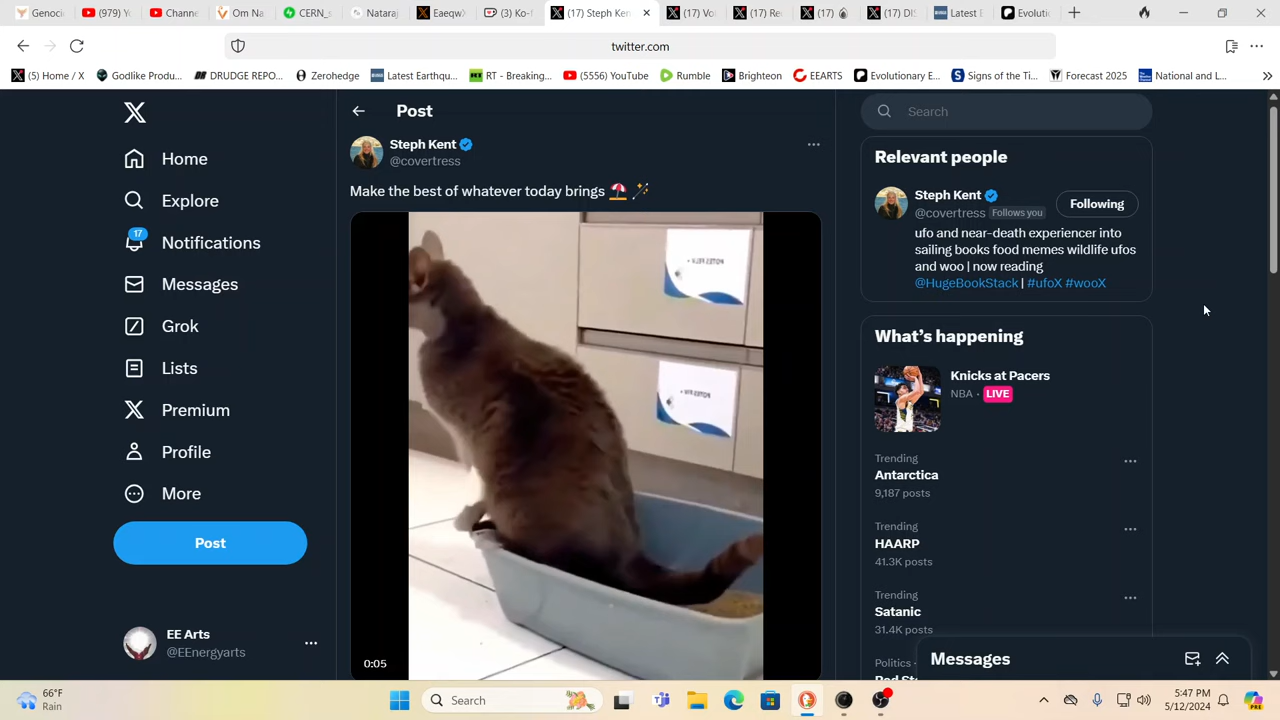 Genoci
(979) Y
Channe
Om Na
CERN_s
Nataraj
EaeqwX
(3) Ko-
(17) Steph Ken
(17) Vo
(17) Re
(17)
(17) DI
Latest E
Evoluti
twitter.com
(5) Home / X
Godlike Produ...
DRUDGE REPO...
Zerohedge
Latest Earthqu...
RT - Breaking...
(5556) YouTube
Rumble
Brighteon
EEARTS
Evolutionary E...
Signs of the Ti...
Forecast 2025
National and L...
Home
Explore
17
Notifications
Messages
Grok
Lists
Premium
Profile
More
Post
EE Arts
@EEnergyarts
Post
Steph Kent
@covertress
Make the best of whatever today brings ⛱️ 🪄
0:05
Search
Relevant people
Steph Kent
@covertress Follows you
Following
ufo and near-death experiencer into
sailing books food memes wildlife ufos
and woo | now reading
@HugeBookStack | #ufoX #wooX
What's happening
Knicks at Pacers
NBA · LIVE
Trending
Antarctica
9,187 posts
Trending
HAARP
41.3K posts
Trending
Satanic
31.4K posts
Politics ·
Messages
66°F
Rain
Search
5:47 PM
5/12/2024
PRE